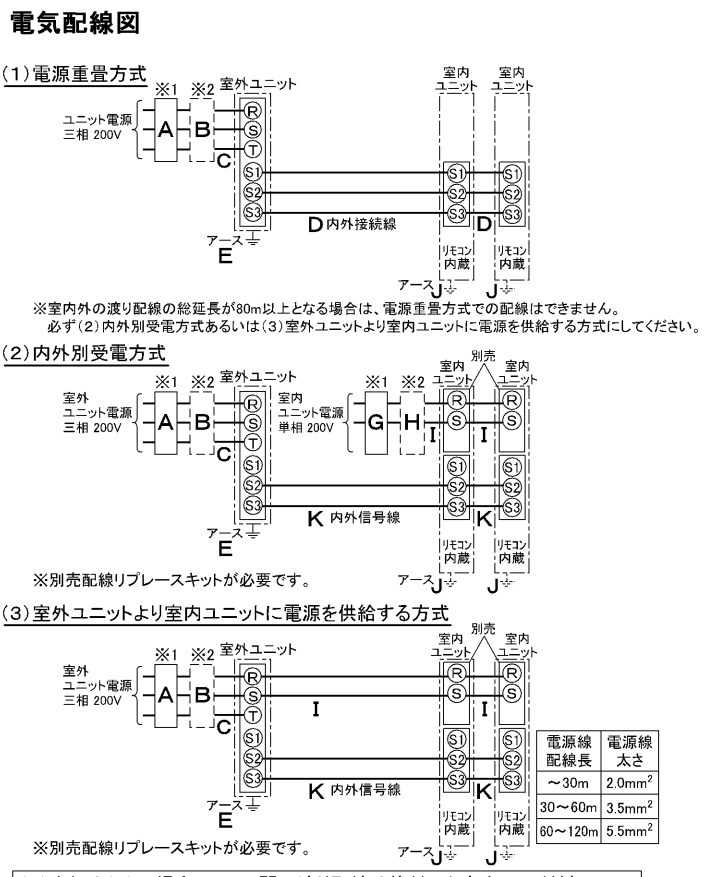 電気配線図
(1)電源重畳方式
※1 ※2 室外ユニット
室内ユニット 室内ユニット
ユニット電源
三相 200V
A B C
R
S
T
S1
S2
S3
S1 S1
S2 S2
S3 S3
D 内外接続線 D
アース
E
リモコン内蔵 リモコン内蔵
アース J J
※室内外の渡り配線の総延長が80m以上となる場合は、電源重畳方式での配線はできません。
必ず(2)内外別受電方式あるいは(3)室外ユニットより室内ユニットに電源を供給する方式にしてください。
(2)内外別受電方式
※1 ※2 室外ユニット
※1 ※2
室内ユニット 別売 室内ユニット
室外
ユニット電源
三相 200V
A B C
R
S
T
S1
S2
S3
室内
ユニット電源
単相 200V
G H I I
R R
S S
S1 S1
S2 S2
S3 S3
K 内外信号線 K
アース
E
リモコン内蔵 リモコン内蔵
※別売配線リプレースキットが必要です。
アース J J
(3)室外ユニットより室内ユニットに電源を供給する方式
※1 ※2 室外ユニット
室内ユニット 別売 室内ユニット
室外
ユニット電源
三相 200V
A B C
R
S
T
S1
S2
S3
I I
R R
S S
S1 S1
S2 S2
S3 S3
K 内外信号線 K
アース
E
リモコン内蔵 リモコン内蔵
※別売配線リプレースキットが必要です。
アース J J
電源線配線長 電源線太さ
~30m 2.0mm²
30~60m 3.5mm²
60~120m 5.5mm²